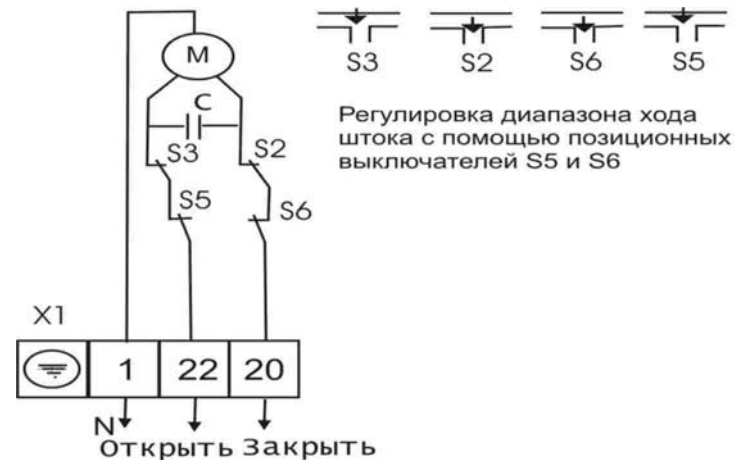 M
C
S3
S2
S5
S6
S3 S2 S6 S5
Регулировка диапазона хода
штока с помощью позиционных
выключателей S5 и S6
X1
1 22 20
N
Открыть Закрыть